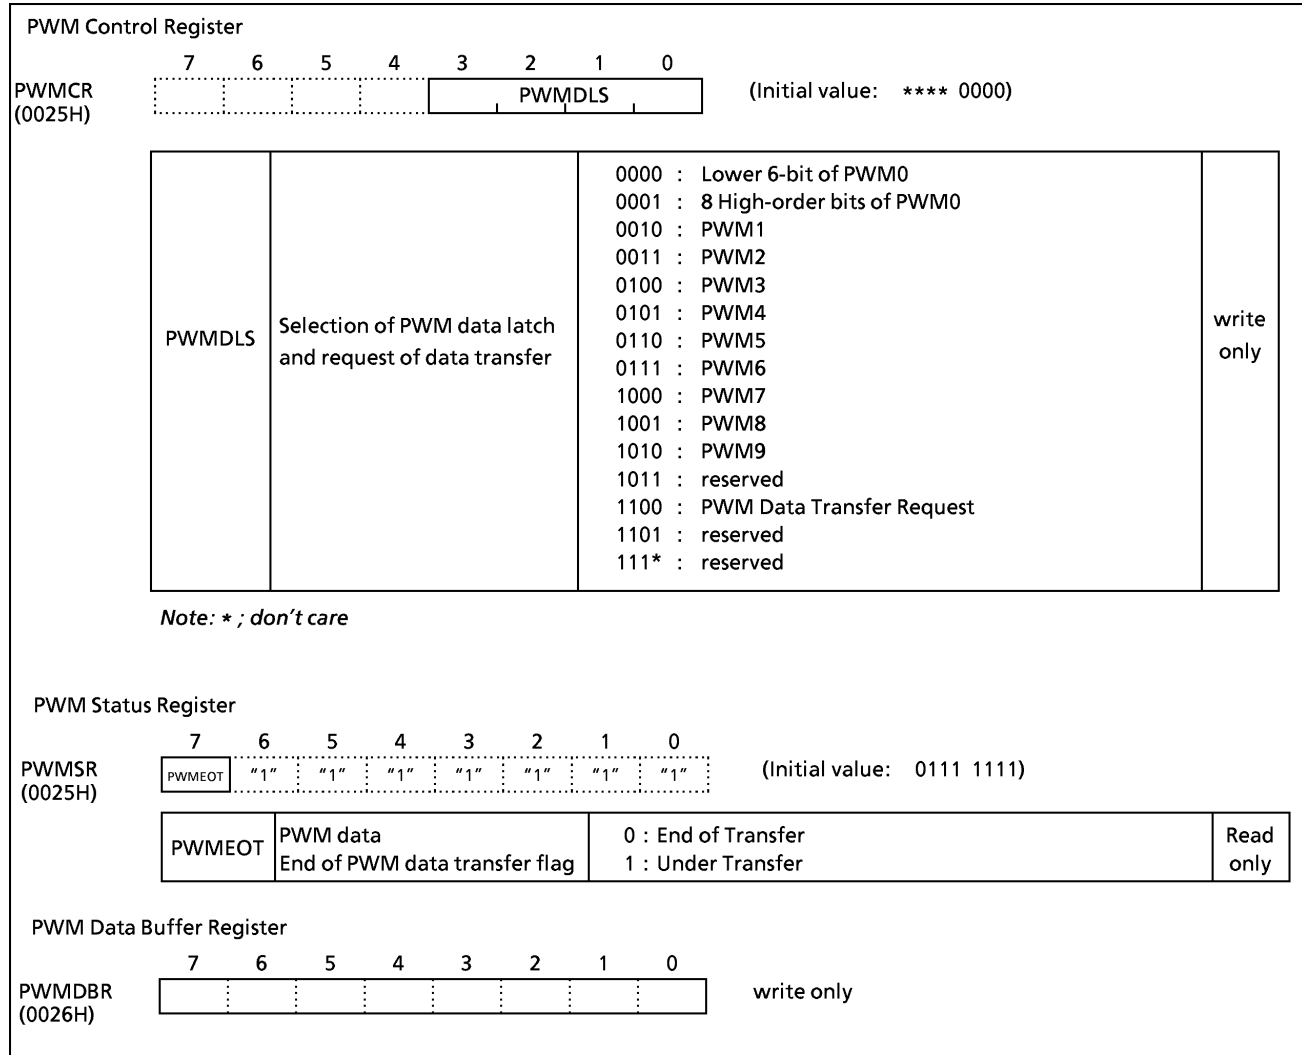 PWM Control Register
7 6 5 4 3 2 1 0
PWMCR PWMDLS (Initial value: **** 0000)
(0025H)
0000 : Lower 6-bit of PWM0
0001 : 8 High-order bits of PWM0
0010 : PWM1
0011 : PWM2
0100 : PWM3
0101 : PWM4
0110 : PWM5
0111 : PWM6
1000 : PWM7
1001 : PWM8
1010 : PWM9
1011 : reserved
1100 : PWM Data Transfer Request
1101 : reserved
111* : reserved
PWMDLS
Selection of PWM data latch
and request of data transfer
write
only
Note: * ; don't care
PWM Status Register
7 6 5 4 3 2 1 0
PWMSR PWMEOT "1" "1" "1" "1" "1" "1" "1" (Initial value: 0111 1111)
(0025H)
PWMEOT
PWM data
End of PWM data transfer flag
0 : End of Transfer
1 : Under Transfer
Read
only
PWM Data Buffer Register
7 6 5 4 3 2 1 0
PWMDBR write only
(0026H)